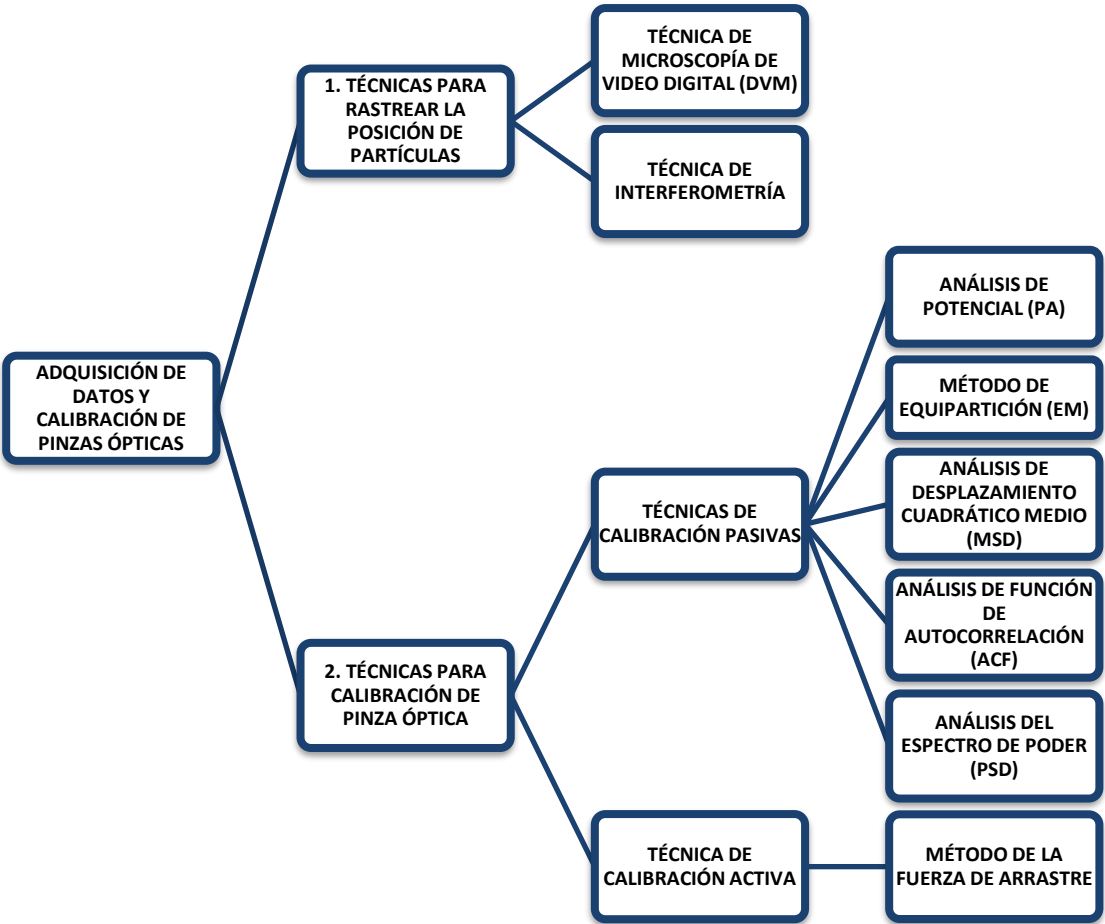 TÉCNICA DE
MICROSCOPÍA DE
VIDEO DIGITAL (DVM)
1. TÉCNICAS PARA
RASTREAR LA
POSICIÓN DE
PARTÍCULAS
TÉCNICA DE
INTERFEROMETRÍA
ADQUISICIÓN DE
DATOS Y
CALIBRACIÓN DE
PINZAS ÓPTICAS
2. TÉCNICAS PARA
CALIBRACIÓN DE
PINZA ÓPTICA
TÉCNICAS DE
CALIBRACIÓN PASIVAS
ANÁLISIS DE
POTENCIAL (PA)
MÉTODO DE
EQUIPARTICIÓN (EM)
ANÁLISIS DE
DESPLAZAMIENTO
CUADRÁTICO MEDIO
(MSD)
ANÁLISIS DE FUNCIÓN
DE
AUTOCORRELACIÓN
(ACF)
ANÁLISIS DEL
ESPECTRO DE PODER
(PSD)
TÉCNICA DE
CALIBRACIÓN ACTIVA
MÉTODO DE LA
FUERZA DE ARRASTRE